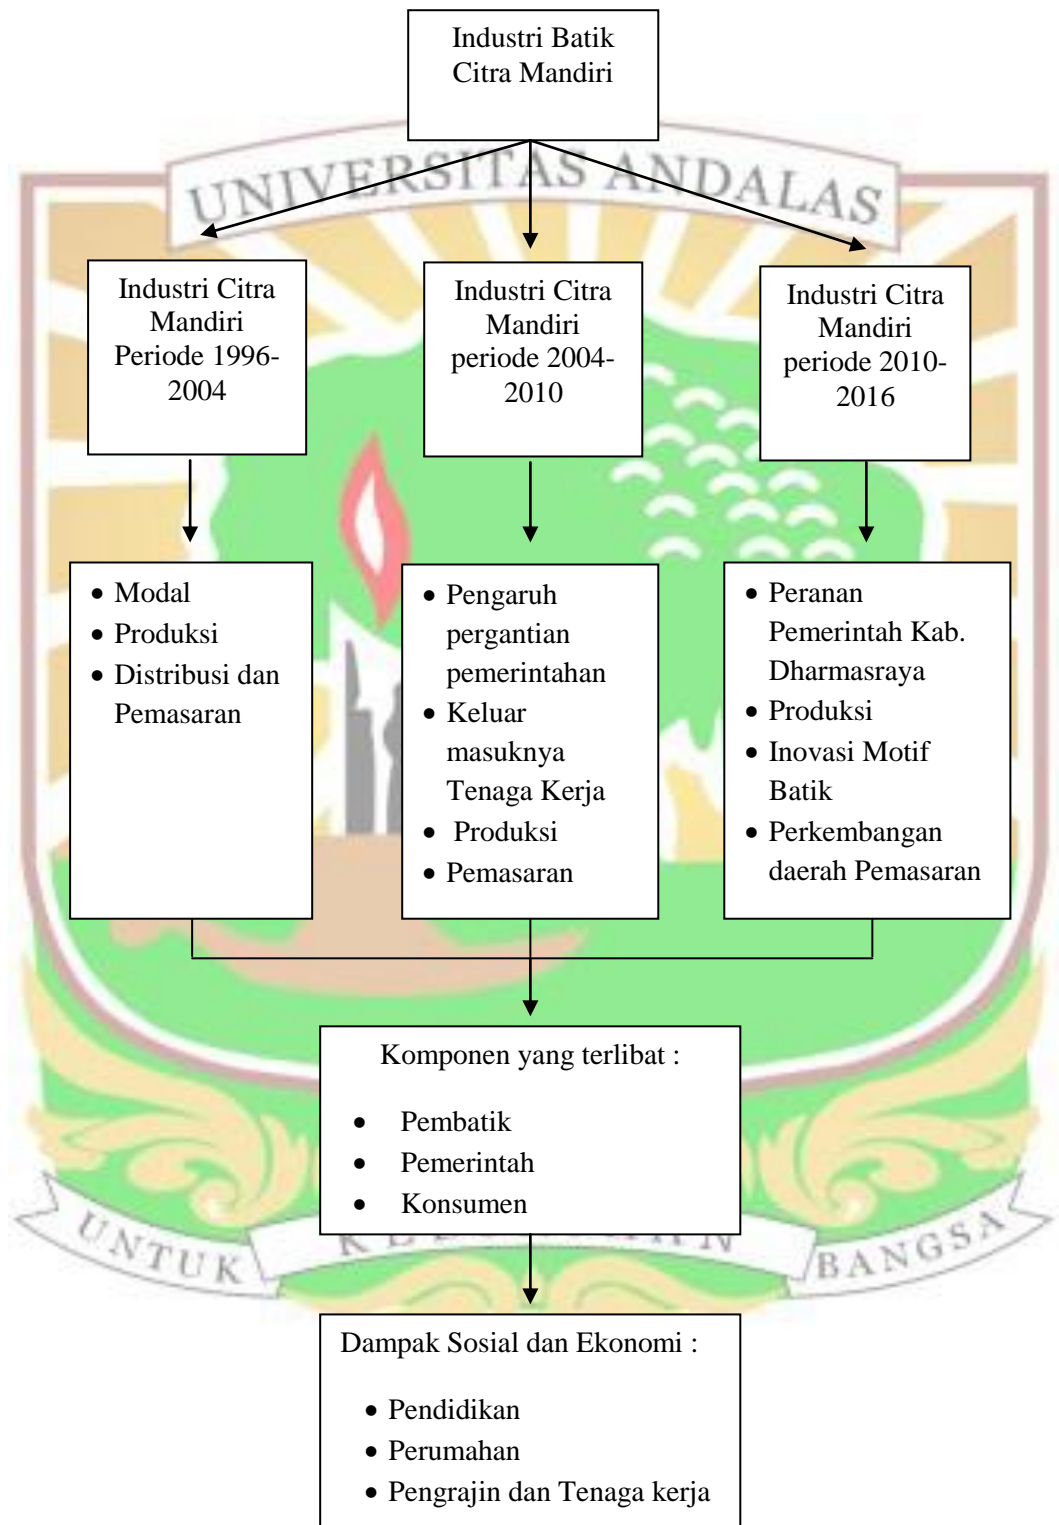 Industri Batik
Citra Mandiri
UNIVERSITAS ANDALAS
Industri Citra
Mandiri
Periode 1996-
2004
Industri Citra
Mandiri
periode 2004-
2010
Industri Citra
Mandiri
periode 2010-
2016
• Modal
• Produksi
• Distribusi dan
Pemasaran
• Pengaruh
pergantian
pemerintahan
• Keluar
masuknya
Tenaga Kerja
• Produksi
• Pemasaran
• Peranan
Pemerintah Kab.
Dharmasraya
• Produksi
• Inovasi Motif
Batik
• Perkembangan
daerah Pemasaran
Komponen yang terlibat :
• Pembatik
• Pemerintah
• Konsumen
UNTUK
BANGSA
Dampak Sosial dan Ekonomi :
• Pendidikan
• Perumahan
• Pengrajin dan Tenaga kerja